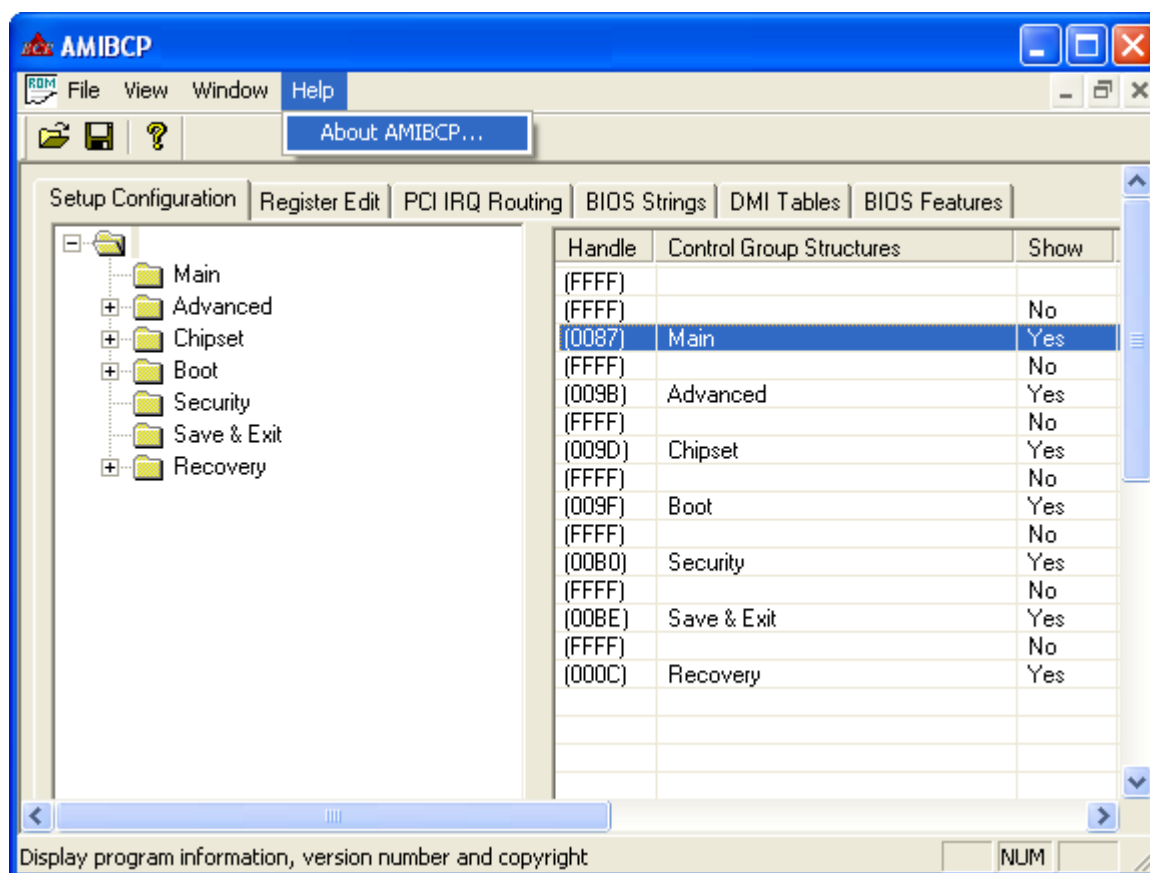 AMIBCP
File View Window Help
About AMIBCP...
Setup Configuration Register Edit PCI IRQ Routing BIOS Strings DMI Tables BIOS Features
Main
Advanced
Chipset
Boot
Security
Save & Exit
Recovery
Handle Control Group Structures Show
(FFFF)
(FFFF) No
(0087) Main Yes
(FFFF) No
(009B) Advanced Yes
(FFFF) No
(009D) Chipset Yes
(FFFF) No
(009F) Boot Yes
(FFFF) No
(00B0) Security Yes
(FFFF) No
(00BE) Save & Exit Yes
(FFFF) No
(000C) Recovery Yes
Display program information, version number and copyright NUM